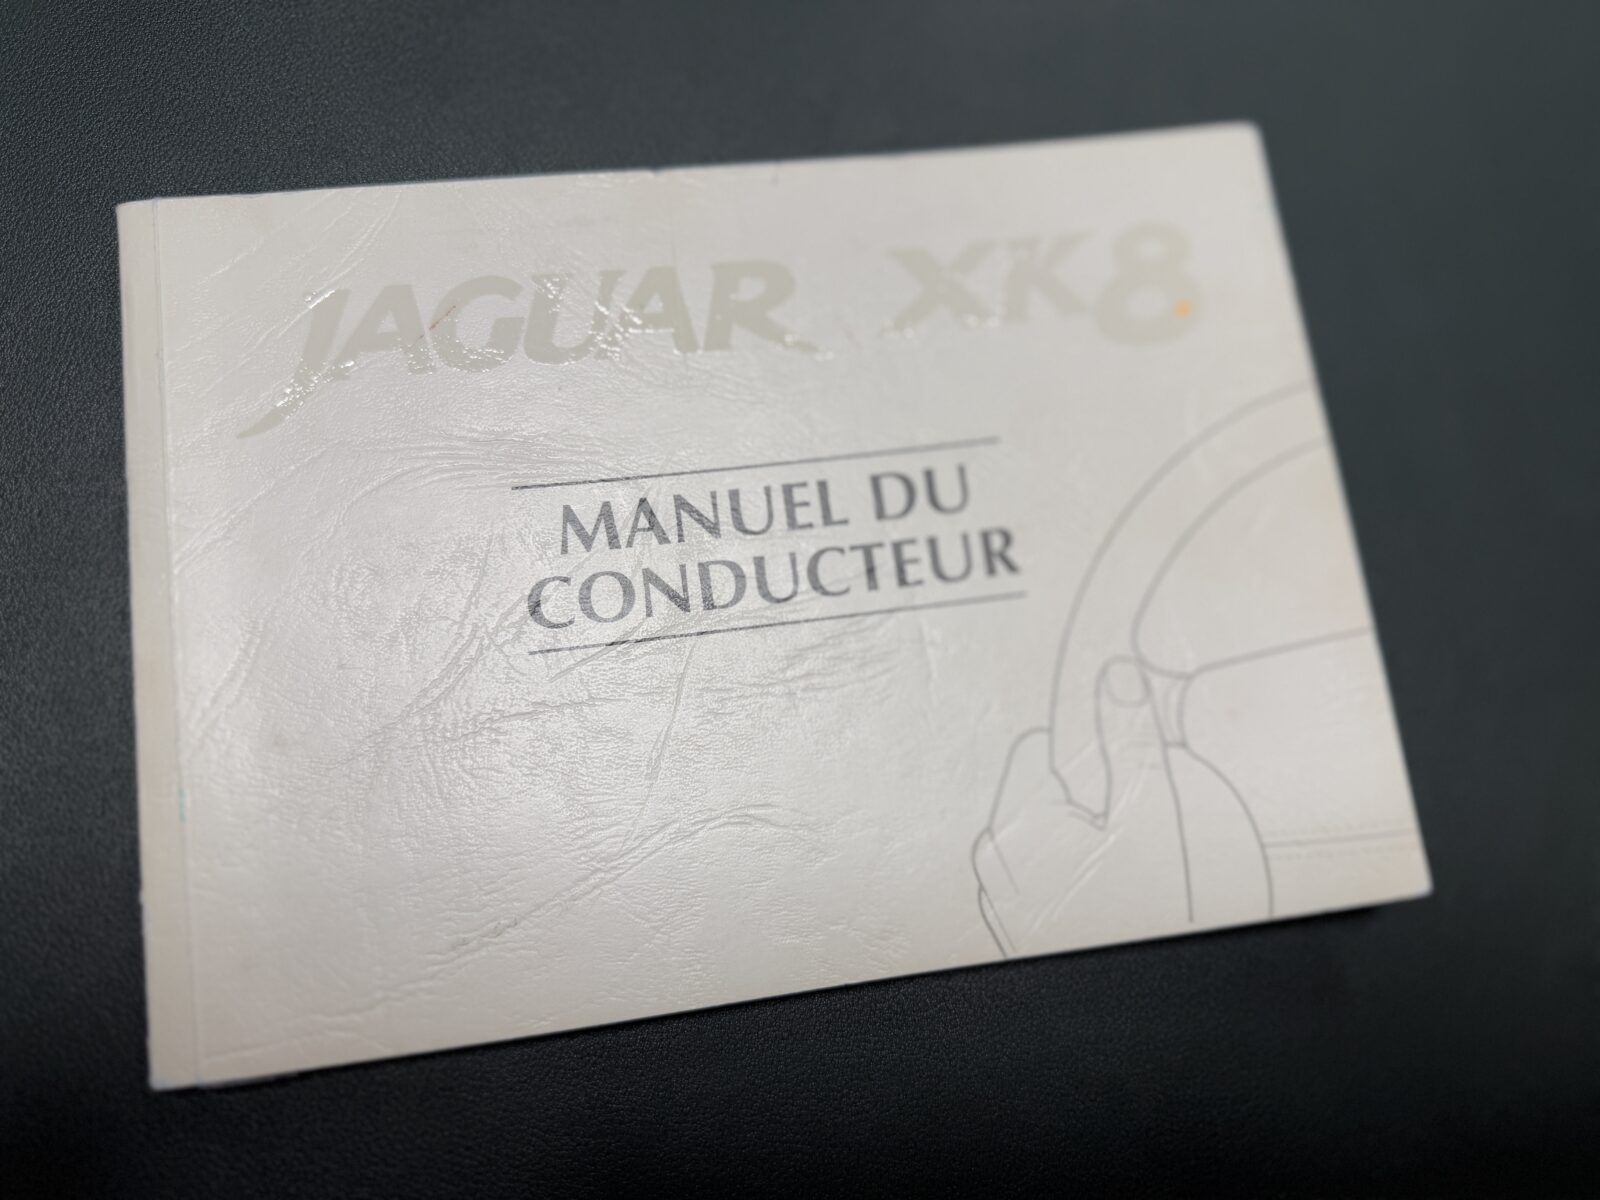 JAGUAR XK8
MANUEL DU
CONDUCTEUR